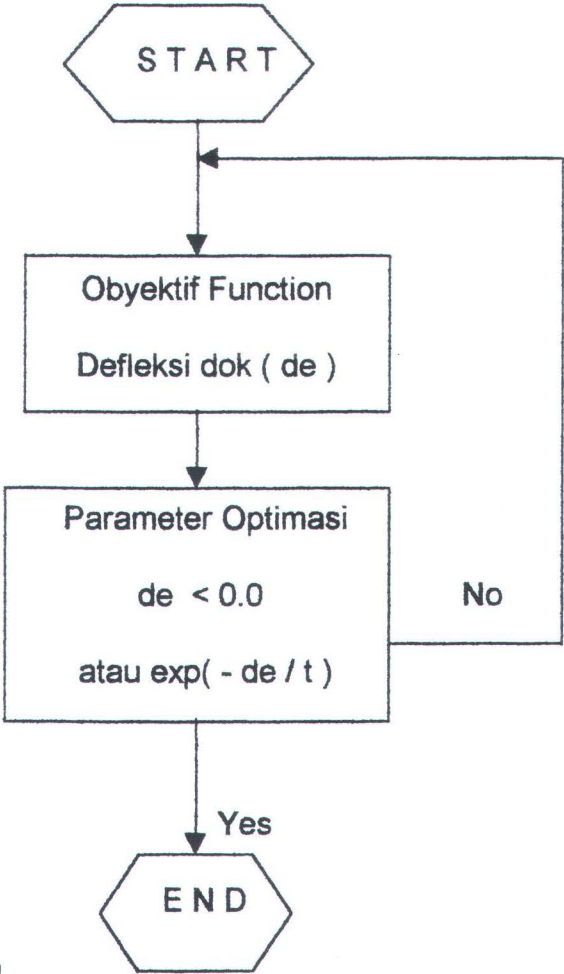 START
Obyektif Function
Defleksi dok ( de )
Parameter Optimasi
de < 0.0
No
atau exp( - de / t )
Yes
END